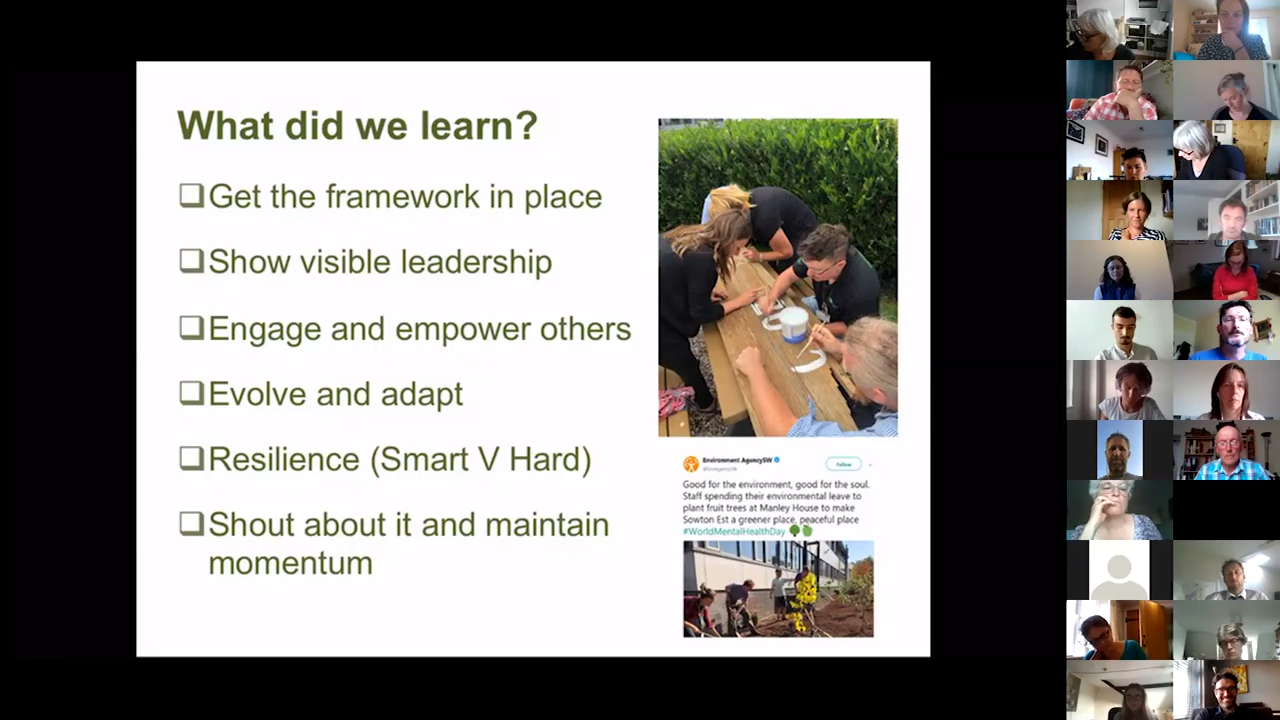 What did we learn?
❑Get the framework in place
❑Show visible leadership
❑Engage and empower others
❑Evolve and adapt
❑Resilience (Smart V Hard)
❑Shout about it and maintain
momentum
Environment AgencySW
Follow
Good for the environment, good for the soul.
Staff spending their environmental leave to
plant fruit trees at Manley House to make
Sowton Est a greener place, peaceful place
#WorldMentalHealthDay